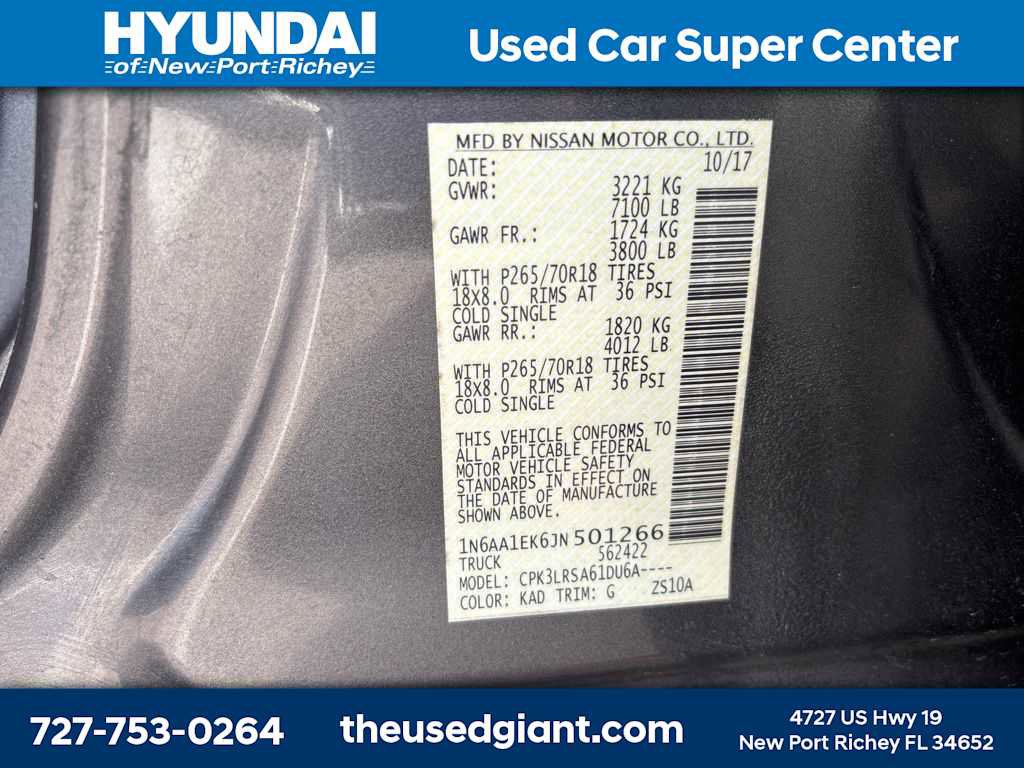 HYUNDAI
of New Port Richey
Used Car Super Center
MFD BY NISSAN MOTOR CO., LTD.
DATE: 10/17
GVWR: 3221 KG
7100 LB
GAWR FR.: 1724 KG
3800 LB
WITH P265/70R18 TIRES
18X8.0 RIMS AT 36 PSI
COLD SINGLE
GAWR RR.: 1820 KG
4012 LB
WITH P265/70R18 TIRES
18X8.0 RIMS AT 36 PSI
COLD SINGLE
THIS VEHICLE CONFORMS TO
ALL APPLICABLE FEDERAL
MOTOR VEHICLE SAFETY
STANDARDS IN EFFECT ON
THE DATE OF MANUFACTURE
SHOWN ABOVE.
1N6AA1EK6JN501266
TRUCK 562422
MODEL: CPK3LRSA61DU6A----
COLOR: KAD TRIM: G ZS10A
727-753-0264
theusedgiant.com
4727 US Hwy 19
New Port Richey FL 34652